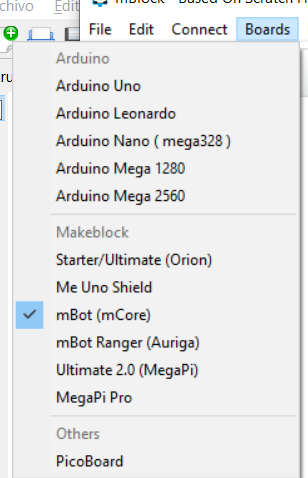 chivo
Edit
mBlock - Based On Scratch
File Edit Connect Boards
Arduino
Arduino Uno
Arduino Leonardo
Arduino Nano ( mega328 )
Arduino Mega 1280
Arduino Mega 2560
Makeblock
Starter/Ultimate (Orion)
Me Uno Shield
mBot (mCore)
mBot Ranger (Auriga)
Ultimate 2.0 (MegaPi)
MegaPi Pro
Others
PicoBoard